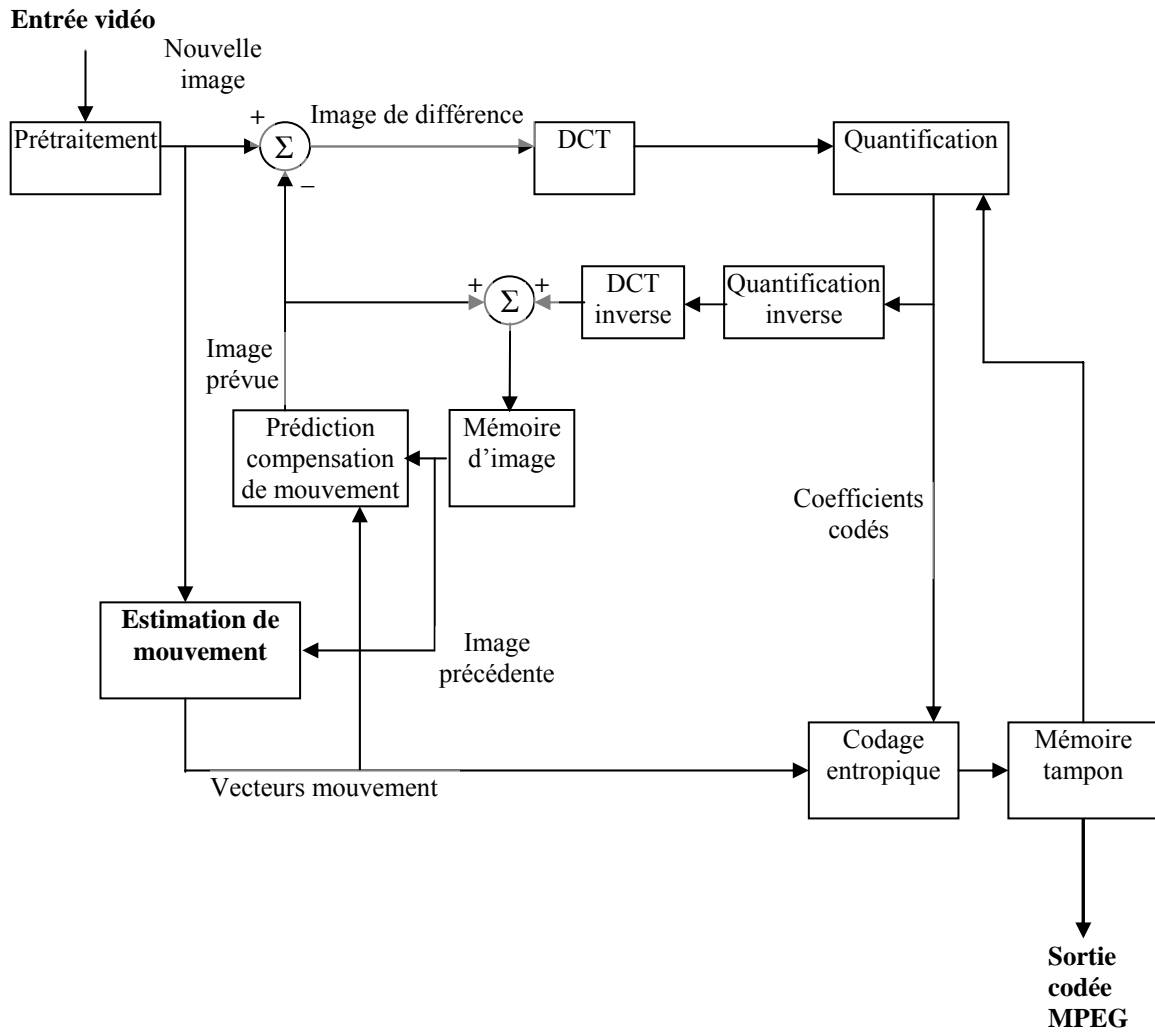 Entrée vidéo
Nouvelle
image
Prétraitement
+
Σ
−
Image de différence
DCT
Quantification
+
Σ
+
DCT
inverse
Quantification
inverse
Image
prévue
Prédiction
compensation
de mouvement
Mémoire
d’image
Coefficients
codés
Estimation de
mouvement
Image
précédente
Vecteurs mouvement
Codage
entropique
Mémoire
tampon
Sortie
codée
MPEG